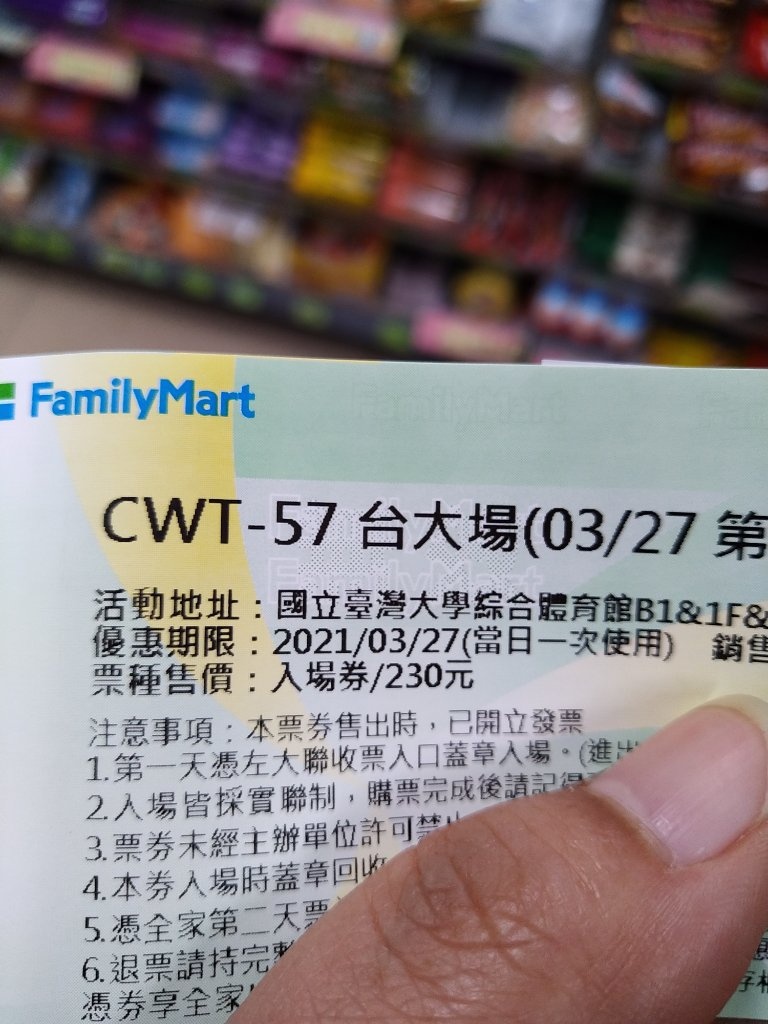 FamilyMart
CWT-57 台大場(03/27 第
活動地址：國立臺灣大學綜合體育館B1&1F&
優惠期限：2021/03/27(當日一次使用) 銷售
票種售價：入場券/230元
注意事項：本票券售出時，已開立發票
1.第一天憑左大聯收票入口蓋章入場。(進出
2.入場皆採實聯制，購票完成後請記得
3.票券未經主辦單位許可禁止
4.本券入場時蓋章回收
5.憑全家第二天票
6.退票請持完整
憑券享全家